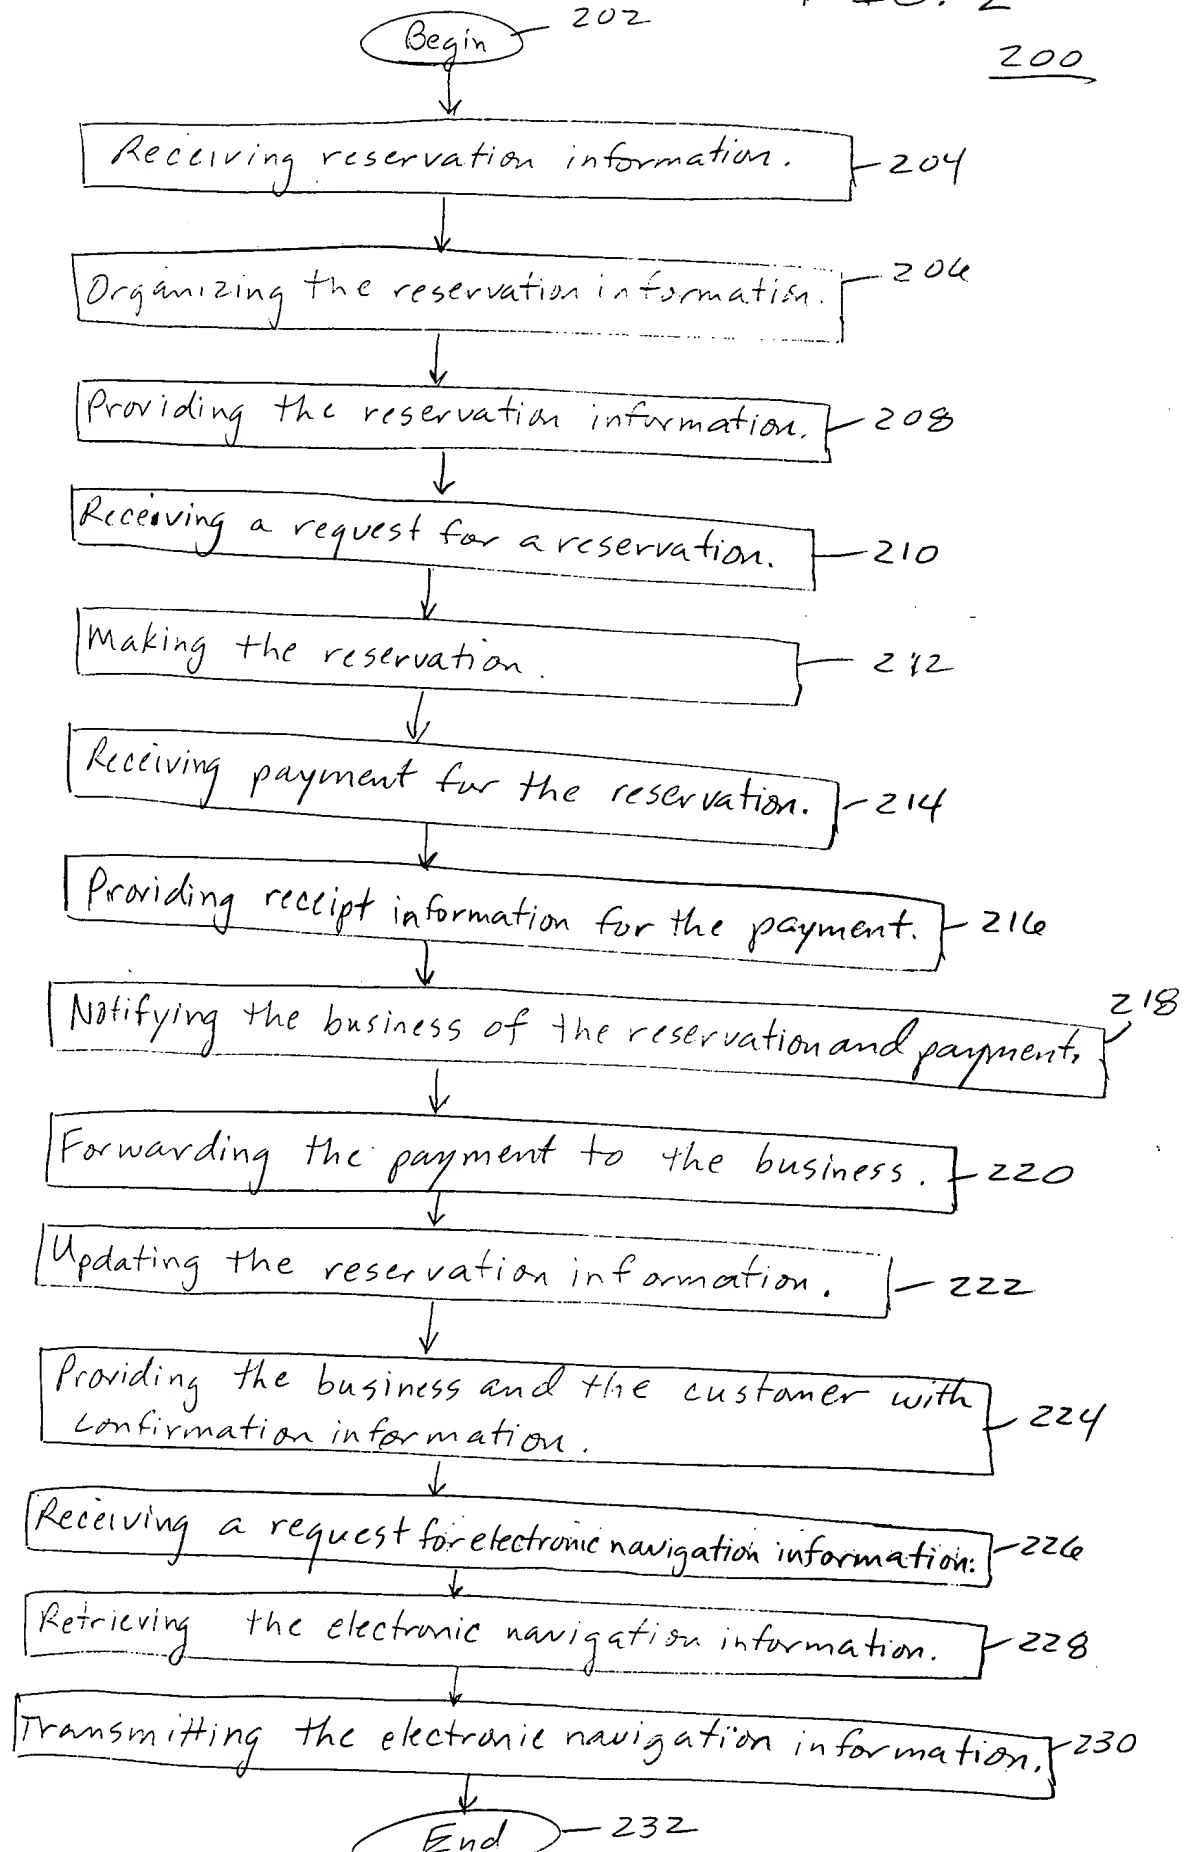 FIG. 2
200
Begin 202
Receiving reservation information. 204
Organizing the reservation information. 206
Providing the reservation information. 208
Receiving a request for a reservation. 210
Making the reservation. 212
Receiving payment for the reservation. 214
Providing receipt information for the payment. 216
Notifying the business of the reservation and payment. 218
Forwarding the payment to the business. 220
Updating the reservation information. 222
Providing the business and the customer with
confirmation information. 224
Receiving a request for electronic navigation information. 226
Retrieving the electronic navigation information. 228
Transmitting the electronic navigation information. 230
End 232